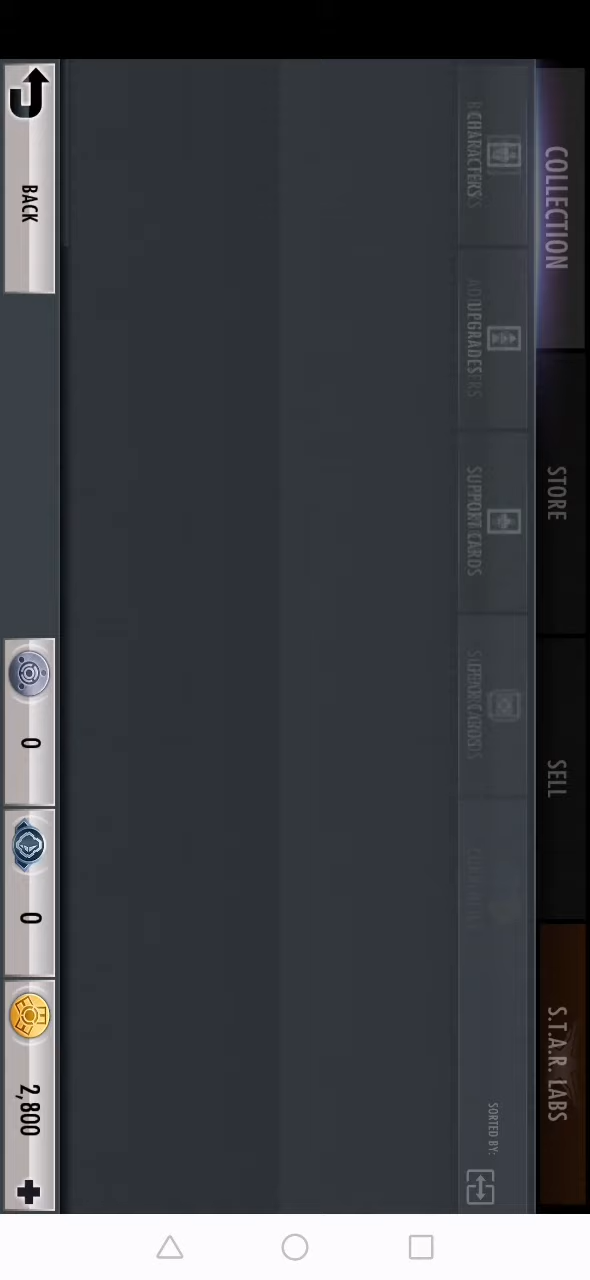 COLLECTION
STORE
SELL
S.T.A.R. LABS
CHARACTERS
UPGRADES
SUPPORT CARDS
SORTED BY:
BACK
0
0
2,800